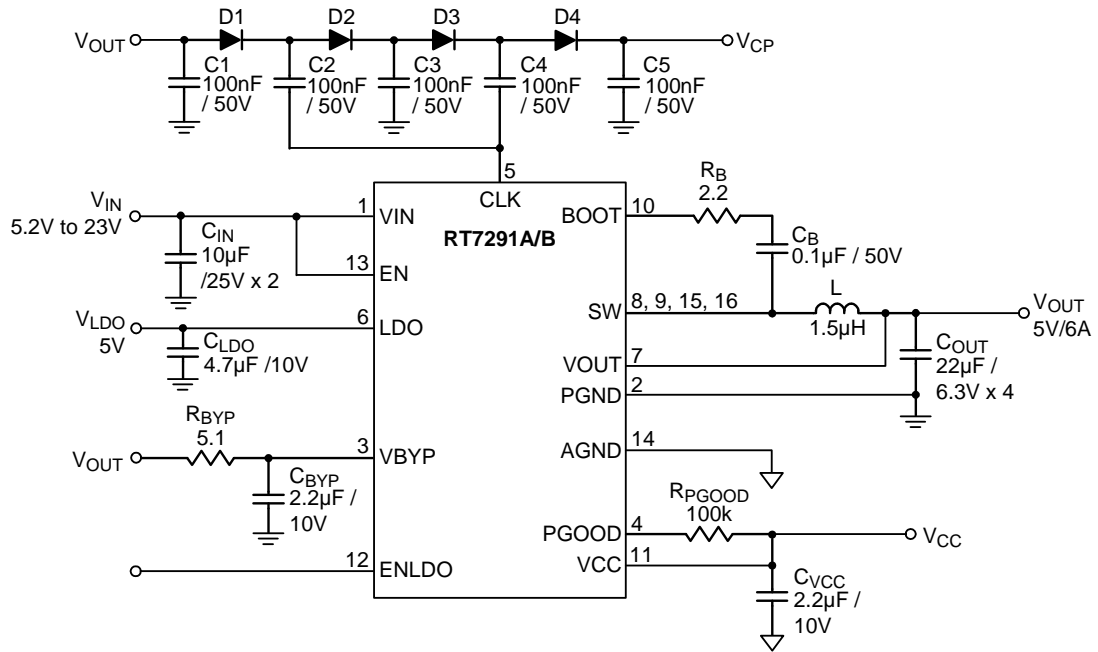 D1 D2 D3 D4
VOUT VCP
C1 C2 C3 C4 C5
100nF 100nF 100nF 100nF 100nF
/ 50V / 50V / 50V / 50V / 50V
5
CLK
RT7291A/B
VIN
5.2V to 23V
1 VIN
CIN
10µF
/25V x 2
13 EN
VLDO
5V
6 LDO
CLDO
4.7µF /10V
RBYP
5.1
VOUT
3 VBYP
CBYP
2.2µF /
10V
12 ENLDO
BOOT 10
RB
2.2
CB
0.1µF / 50V
SW 8, 9, 15, 16
L
1.5µH
VOUT
5V/6A
VOUT 7
COUT
22µF /
6.3V x 4
PGND 2
AGND 14
RPGOOD
100k
PGOOD 4
VCC
VCC 11
CVCC
2.2µF /
10V